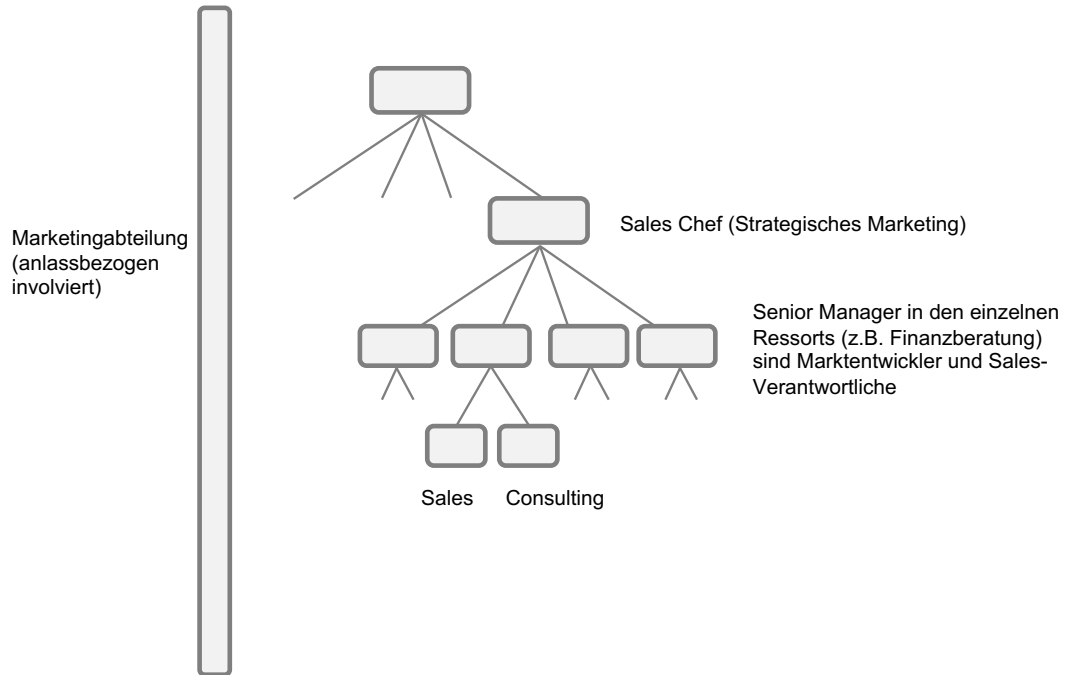 Marketingabteilung
(anlassbezogen
involviert)
Sales Chef (Strategisches Marketing)
Senior Manager in den einzelnen
Ressorts (z.B. Finanzberatung)
sind Marktentwickler und Sales-
Verantwortliche
Sales
Consulting